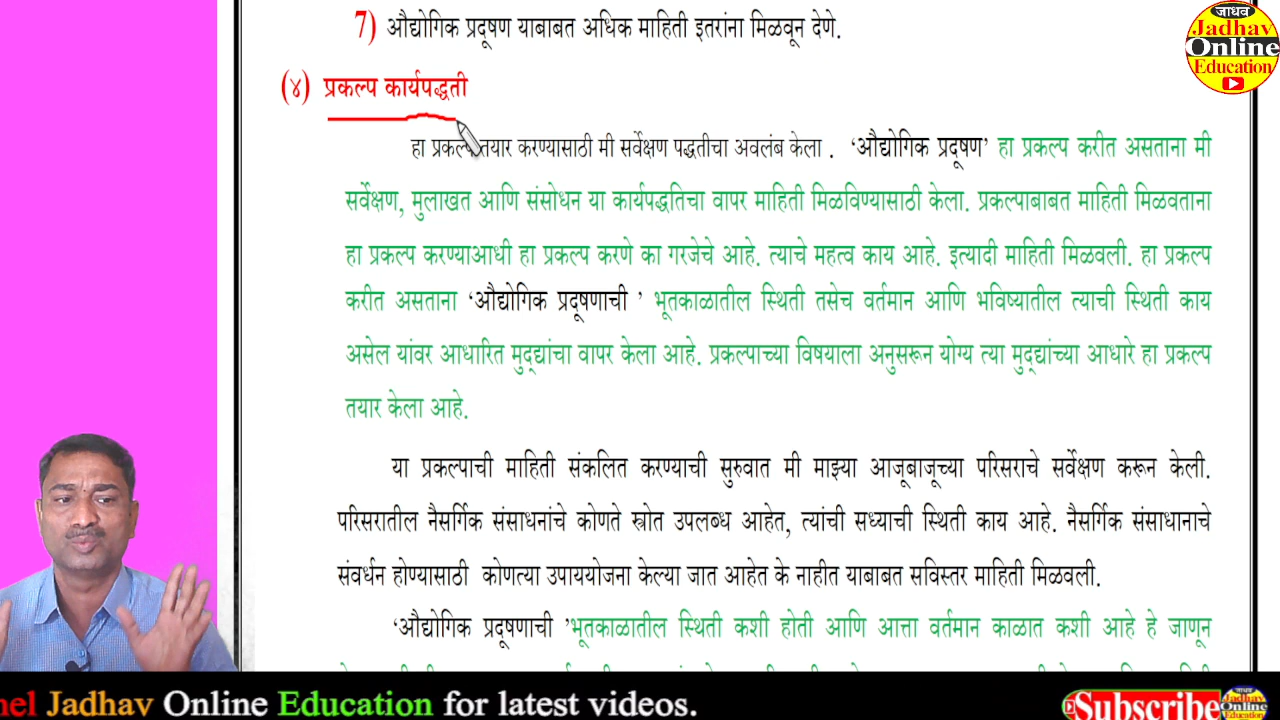 7) औद्योगिक प्रदूषण याबाबत अधिक माहिती इतरांना मिळवून देणे.
जाधव
Jadhav
Online
Education
(४) प्रकल्प कार्यपद्धती
हा प्रकल्प तयार करण्यासाठी मी सर्वेक्षण पद्धतीचा अवलंब केला . ‘औद्योगिक प्रदूषण’ हा प्रकल्प करीत असताना मी
सर्वेक्षण, मुलाखत आणि संसोधन या कार्यपद्धतिचा वापर माहिती मिळविण्यासाठी केला. प्रकल्पाबाबत माहिती मिळवताना
हा प्रकल्प करण्याआधी हा प्रकल्प करणे का गरजेचे आहे. त्याचे महत्व काय आहे. इत्यादी माहिती मिळवली. हा प्रकल्प
करीत असताना ‘औद्योगिक प्रदूषणाची ’ भूतकाळातील स्थिती तसेच वर्तमान आणि भविष्यातील त्याची स्थिती काय
असेल यांवर आधारित मुद्द्यांचा वापर केला आहे. प्रकल्पाच्या विषयाला अनुसरून योग्य त्या मुद्द्यांच्या आधारे हा प्रकल्प
तयार केला आहे.
या प्रकल्पाची माहिती संकलित करण्याची सुरुवात मी माझ्या आजूबाजूच्या परिसराचे सर्वेक्षण करून केली.
परिसरातील नैसर्गिक संसाधनांचे कोणते स्त्रोत उपलब्ध आहेत, त्यांची सध्याची स्थिती काय आहे. नैसर्गिक संसाधानाचे
संवर्धन होण्यासाठी कोणत्या उपाययोजना केल्या जात आहेत के नाहीत याबाबत सविस्तर माहिती मिळवली.
‘औद्योगिक प्रदूषणाची ’भूतकाळातील स्थिती कशी होती आणि आत्ता वर्तमान काळात कशी आहे हे जाणून
nel Jadhav Online Education for latest videos.
Subscribe
जाधव
Jadhav
Online
Education